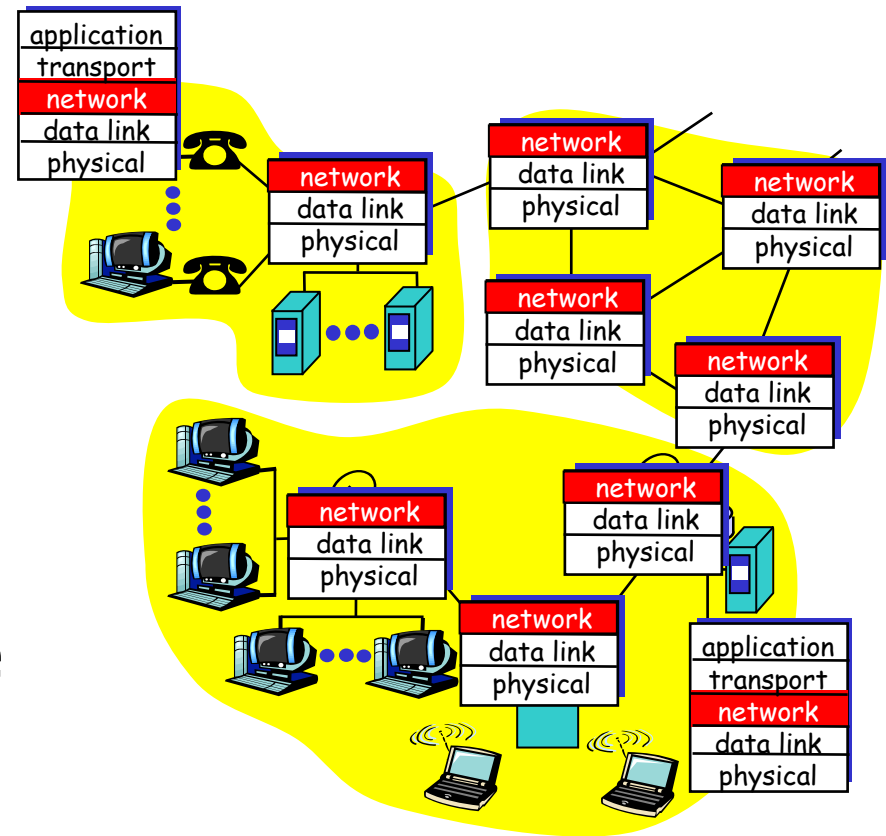 application
transport
network
data link
physical
network
data link
physical
network
data link
physical
network
data link
physical
network
data link
physical
network
data link
physical
network
data link
physical
network
data link
physical
network
data link
physical
application
transport
network
data link
physical
e